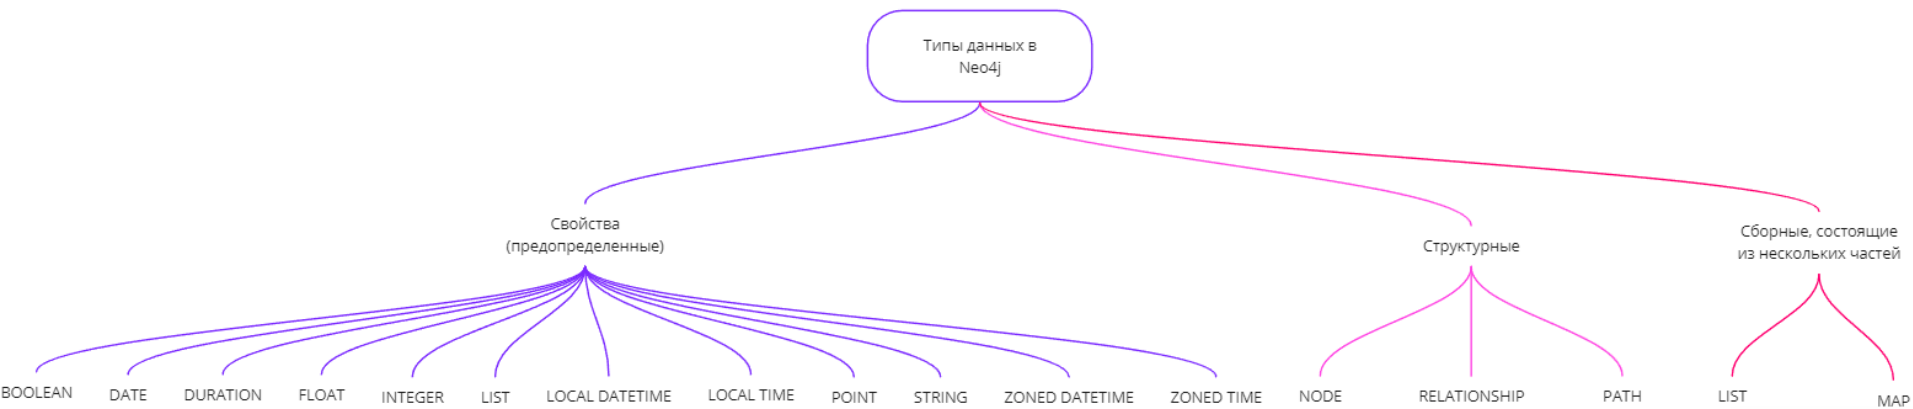 Типы данных в
Neo4j
Свойства
(предопределенные)
Структурные
Сборные, состоящие
из нескольких частей
BOOLEAN
DATE
DURATION
FLOAT
INTEGER
LIST
LOCAL DATETIME
LOCAL TIME
POINT
STRING
ZONED DATETIME
ZONED TIME
NODE
RELATIONSHIP
PATH
LIST
MAP